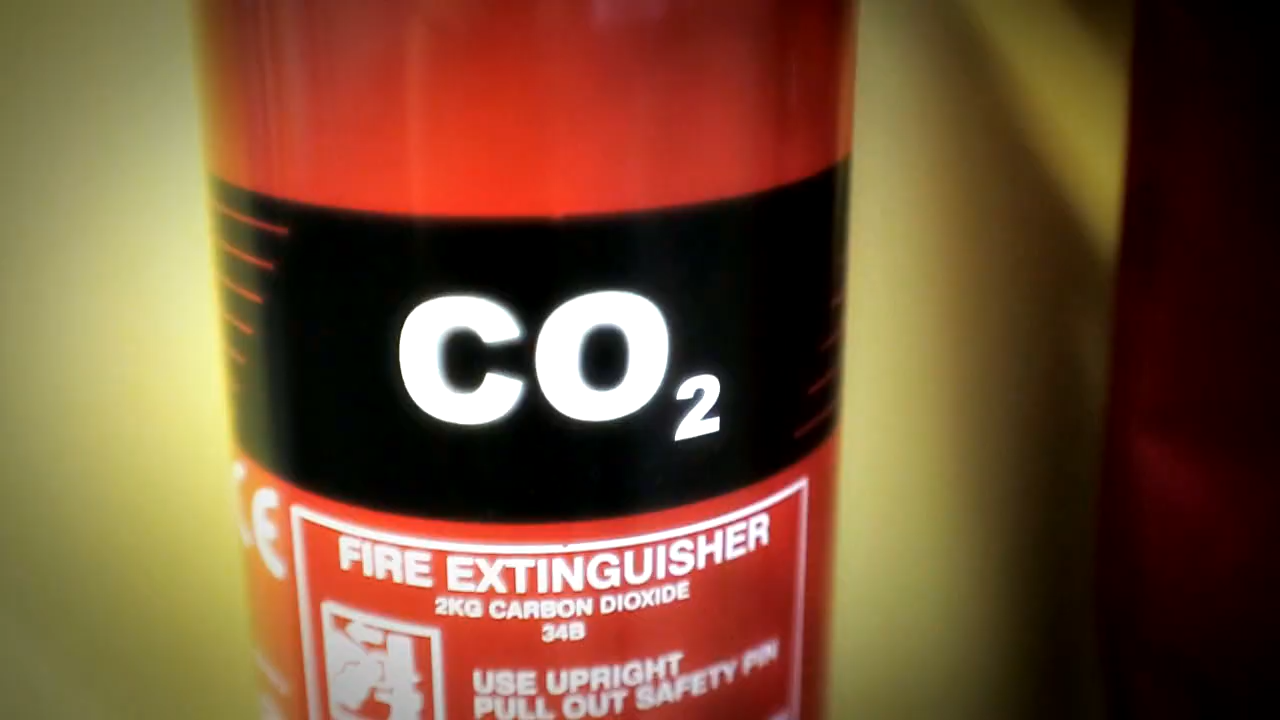 CO₂
CE
FIRE EXTINGUISHER
2KG CARBON DIOXIDE
34B
USE UPRIGHT
PULL OUT SAFETY PIN